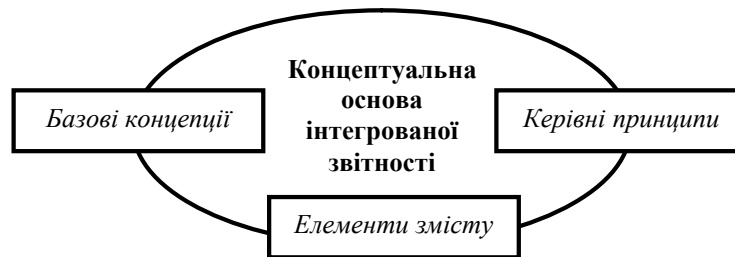 Концептуальна
основа
інтегрованої
звітності
Базові концепції
Керівні принципи
Елементи змісту